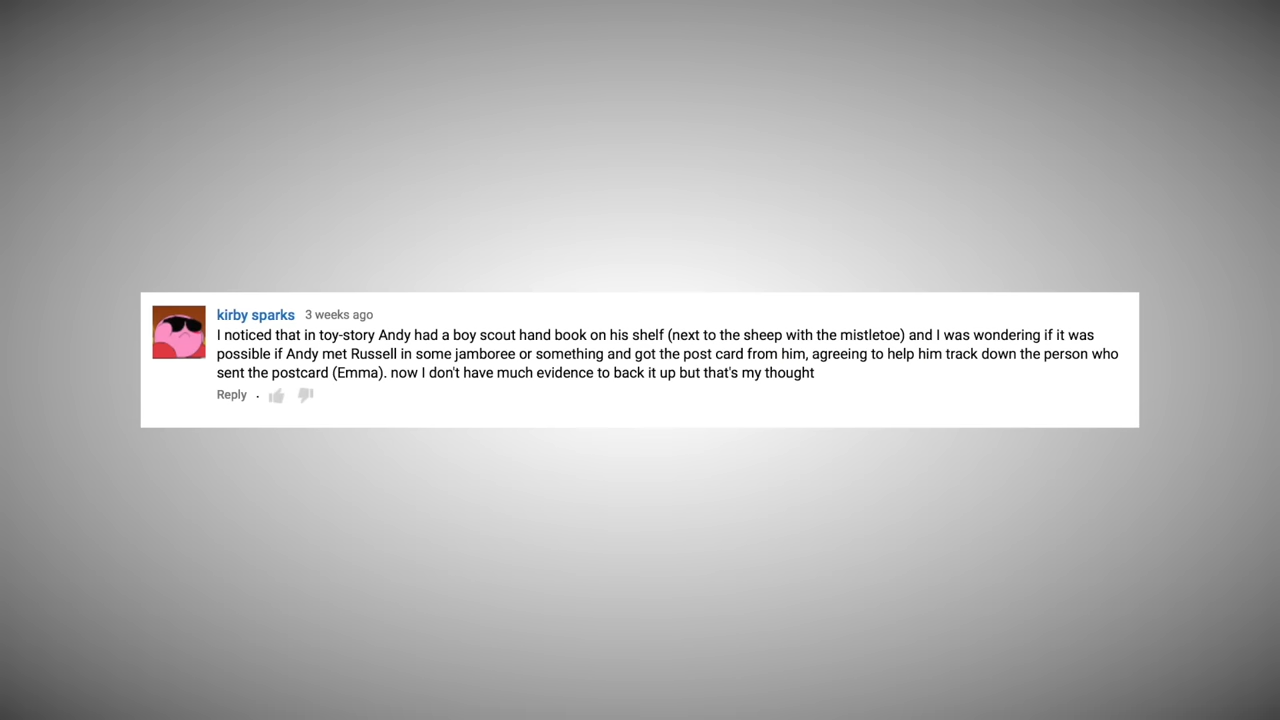 kirby sparks 3 weeks ago
I noticed that in toy-story Andy had a boy scout hand book on his shelf (next to the sheep with the mistletoe) and I was wondering if it was
possible if Andy met Russell in some jamboree or something and got the post card from him, agreeing to help him track down the person who
sent the postcard (Emma). now I don't have much evidence to back it up but that's my thought
Reply .